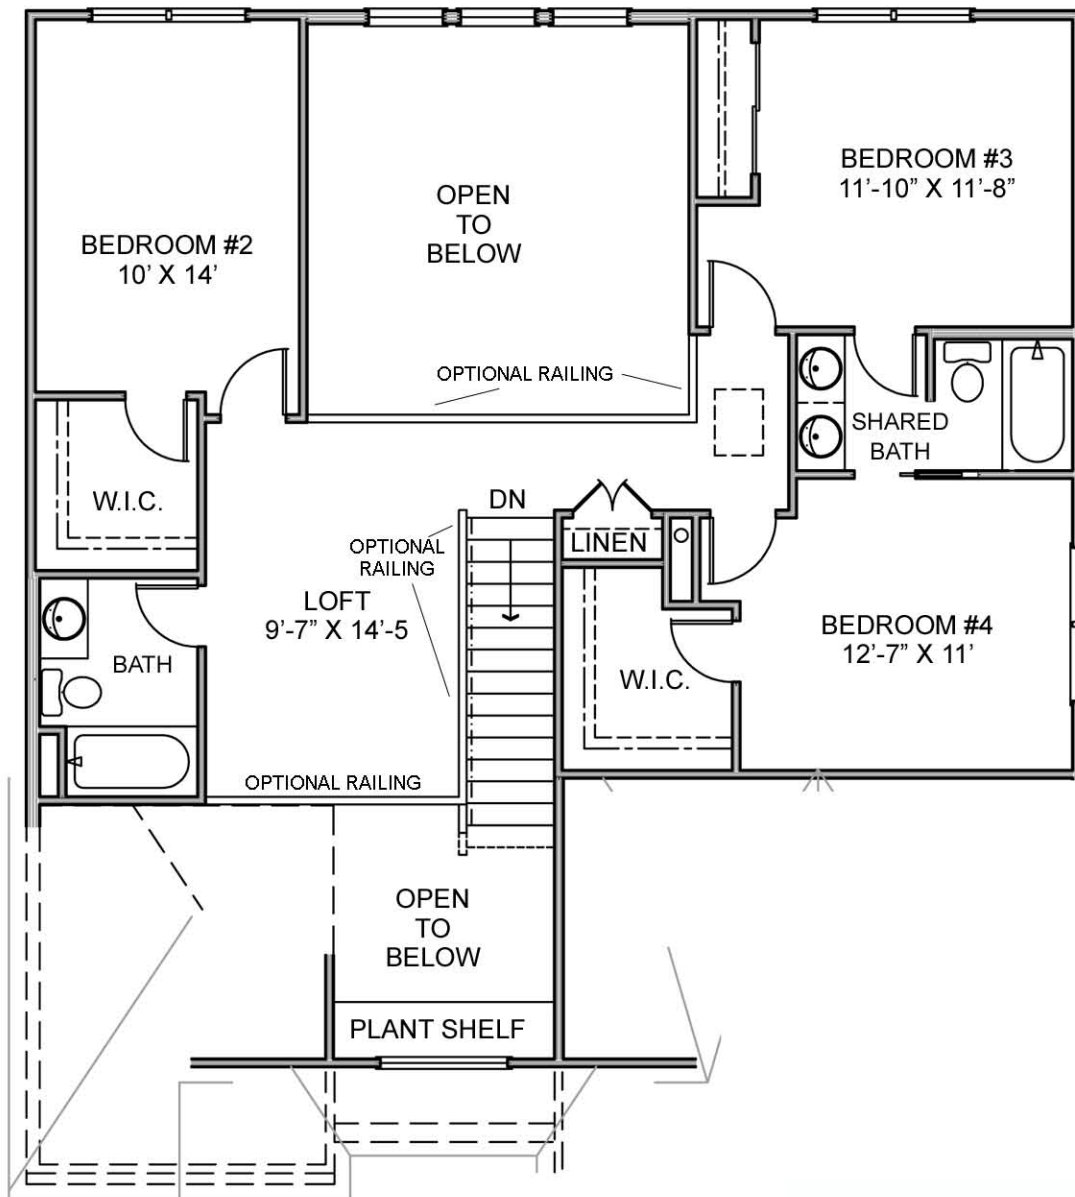 BEDROOM #2
10’ X 14’
OPEN
TO
BELOW
BEDROOM #3
11’-10” X 11’-8”
OPTIONAL RAILING
SHARED
BATH
W.I.C.
DN
OPTIONAL
RAILING
LINEN
LOFT
9’-7” X 14’-5
BATH
W.I.C.
BEDROOM #4
12’-7” X 11’
OPTIONAL RAILING
OPEN
TO
BELOW
PLANT SHELF